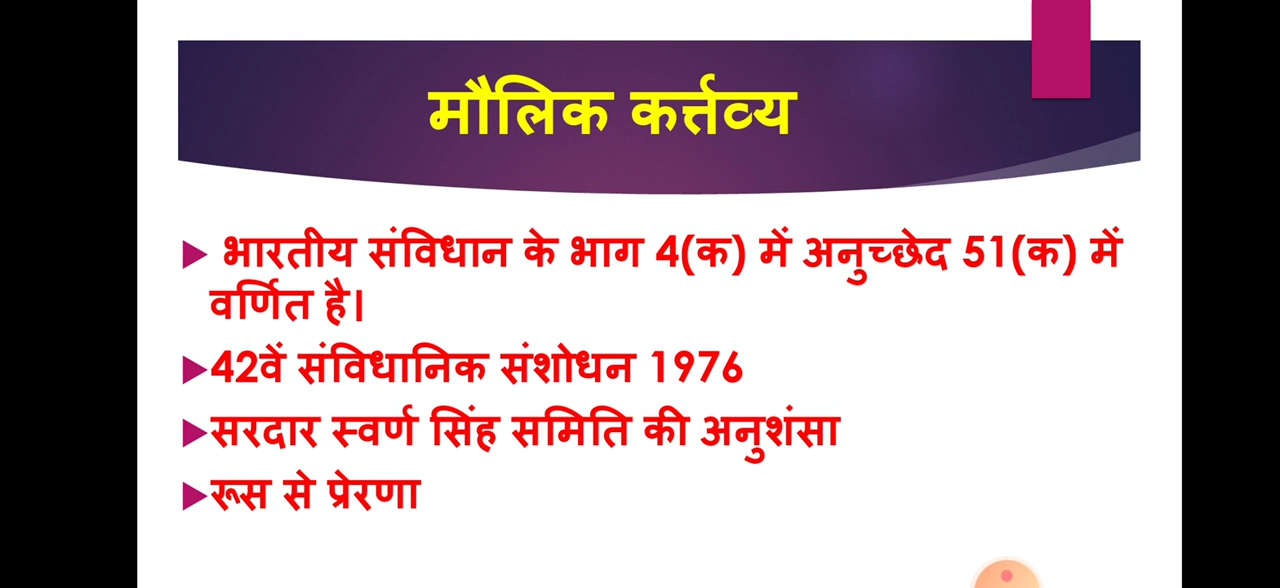 मौलिक कर्त्तव्य
भारतीय संविधान के भाग 4(क) में अनुच्छेद 51(क) में
वर्णित है।
42वें संविधानिक संशोधन 1976
सरदार स्वर्ण सिंह समिति की अनुशंसा
रूस से प्रेरणा